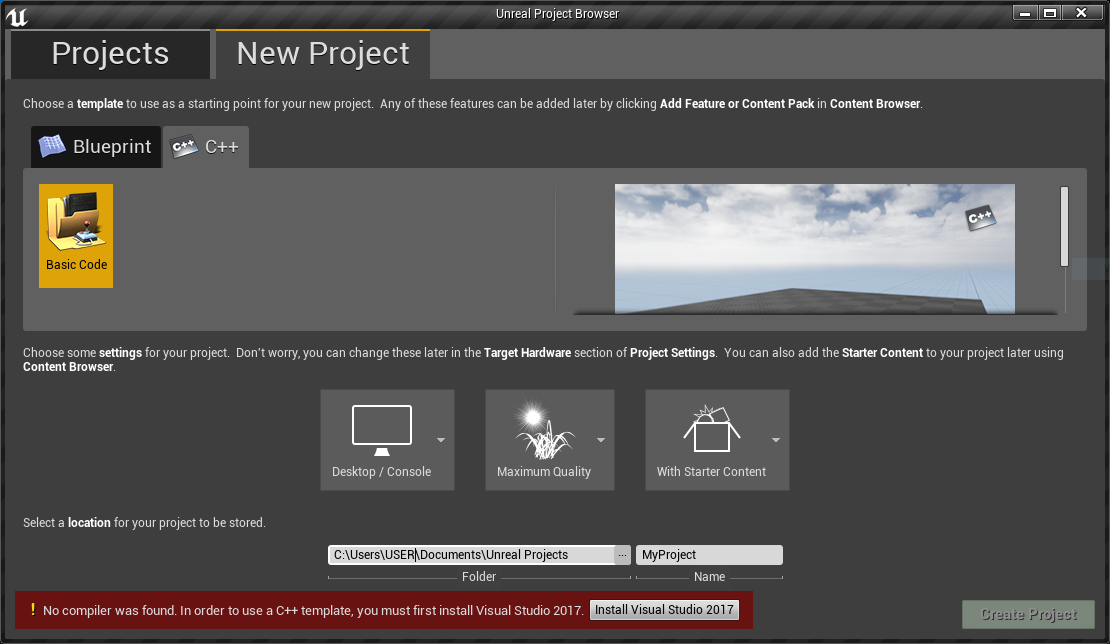 Unreal Project Browser
Projects
New Project
Choose a template to use as a starting point for your new project. Any of these features can be added later by clicking Add Feature or Content Pack in Content Browser.
Blueprint
C++
C++
Basic Code
C++
Choose some settings for your project. Don't worry, you can change these later in the Target Hardware section of Project Settings. You can also add the Starter Content to your project later using
Content Browser.
Desktop / Console
Maximum Quality
With Starter Content
Select a location for your project to be stored.
C:\Users\USER\Documents\Unreal Projects
...
MyProject
Folder
Name
! No compiler was found. In order to use a C++ template, you must first install Visual Studio 2017.
Install Visual Studio 2017
Create Project